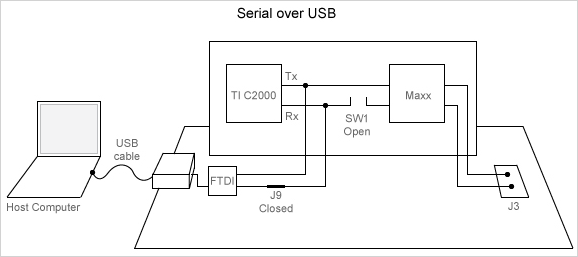 Serial over USB
Tx
TI C2000
Maxx
Rx
SW1
Open
USB
cable
FTDI
J9
Closed
Host Computer
J3